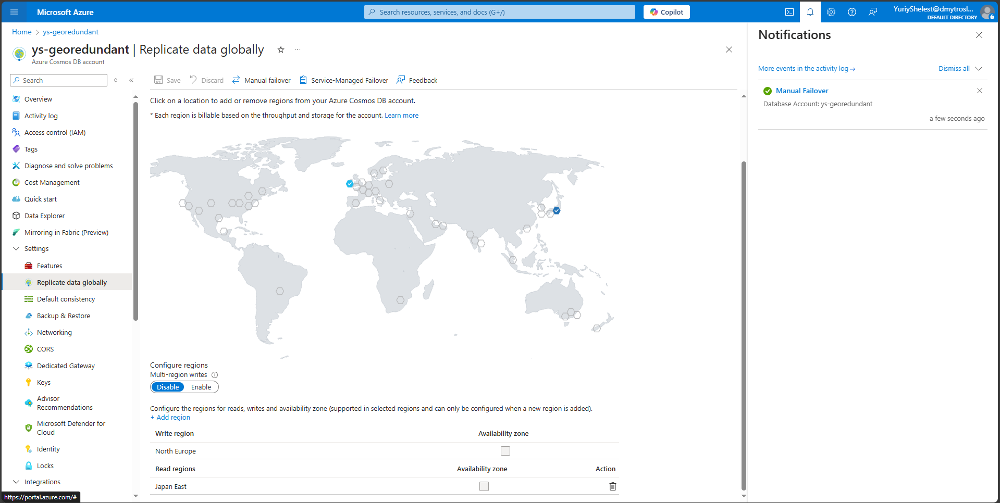 Microsoft Azure
Search resources, services, and docs (G+/)
Copilot
YuriyShelest@dmytrosl...
DEFAULT DIRECTORY
Home > ys-georedundant
ys-georedundant | Replicate data globally
Azure Cosmos DB account
Search
Save
Discard
Manual failover
Service-Managed Failover
Feedback
Overview
Activity log
Access control (IAM)
Tags
Diagnose and solve problems
Cost Management
Quick start
Data Explorer
Mirroring in Fabric (Preview)
Settings
Features
Replicate data globally
Default consistency
Backup & Restore
Networking
CORS
Dedicated Gateway
Keys
Advisor
Recommendations
Microsoft Defender for
Cloud
Identity
Locks
Integrations
https://portal.azure.com/#
Click on a location to add or remove regions from your Azure Cosmos DB account.
* Each region is billable based on the throughput and storage for the account. Learn more
Configure regions
Multi-region writes
Disable Enable
Configure the regions for reads, writes and availability zone (supported in selected regions and can only be configured when a new region is added).
+ Add region
Write region Availability zone
North Europe
Read regions Availability zone Action
Japan East
Notifications
More events in the activity log →
Dismiss all
Manual Failover
Database Account: ys-georedundant
a few seconds ago